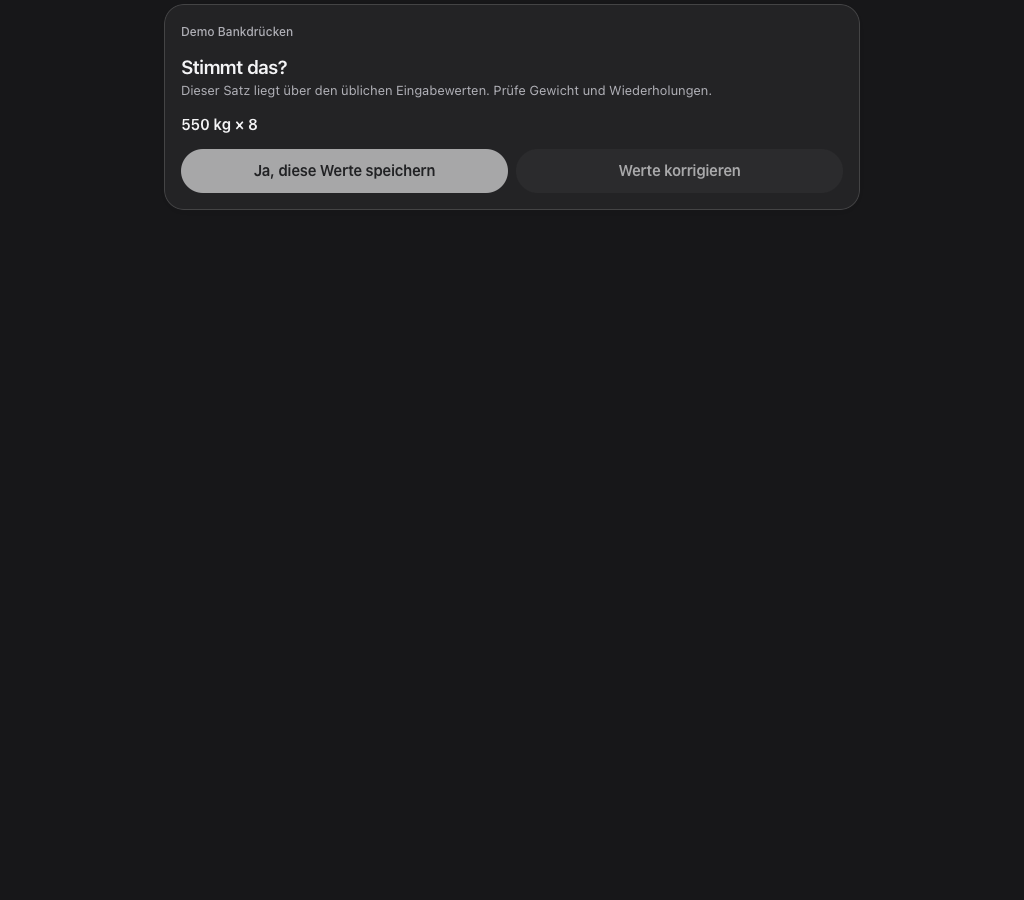 Demo Bankdrücken
Stimmt das?
Dieser Satz liegt über den üblichen Eingabewerten. Prüfe Gewicht und Wiederholungen.
550 kg × 8
Ja, diese Werte speichern
Werte korrigieren